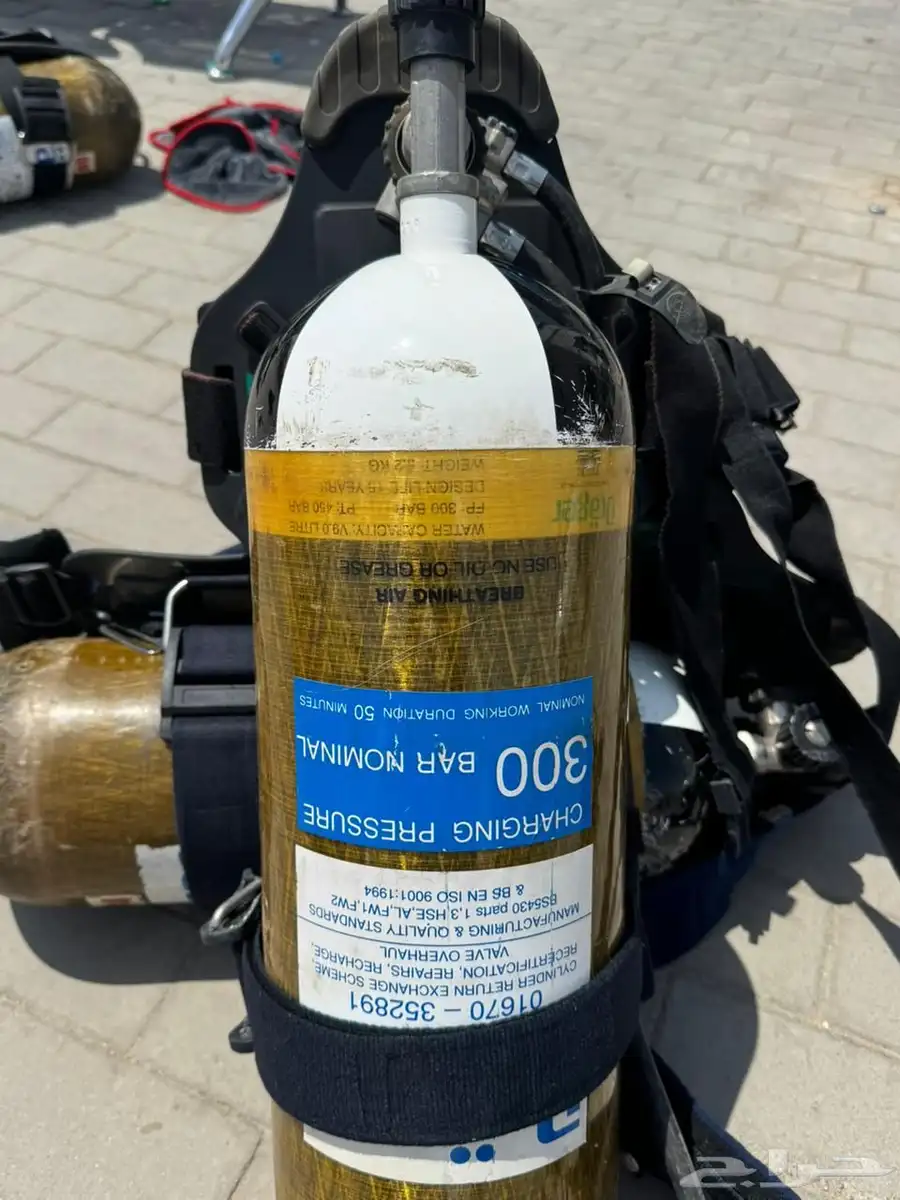 01670 – 352891
CYLINDER RETURN EXCHANGE SCHEME,
RECERTIFICATION, REPAIRS, RECHARGE,
VALVE OVERHAUL
MANUFACTURING & QUALITY STANDARDS
BS5430 parts 1,3,HSE,AL,FW1,FW2
& BS EN ISO 9001:1994
CHARGING PRESSURE
300 BAR NOMINAL
NOMINAL WORKING DURATION 50 MINUTES
BREATHING AIR
USE NO OIL OR GREASE
Dräger
WATER CAPACITY: V9.0 LITRE
FP: 300 BAR PT: 450 BAR
DESIGN LIFE 15 YEARS
WEIGHT KG
حراج